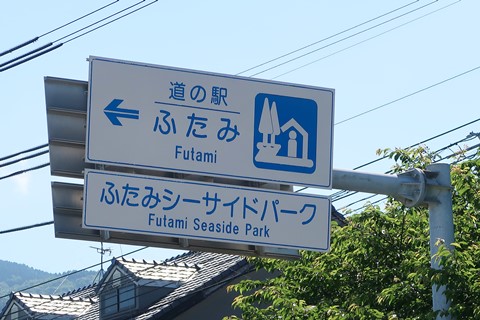 道の駅
ふたみ
Futami
ふたみシーサイドパーク
Futami Seaside Park